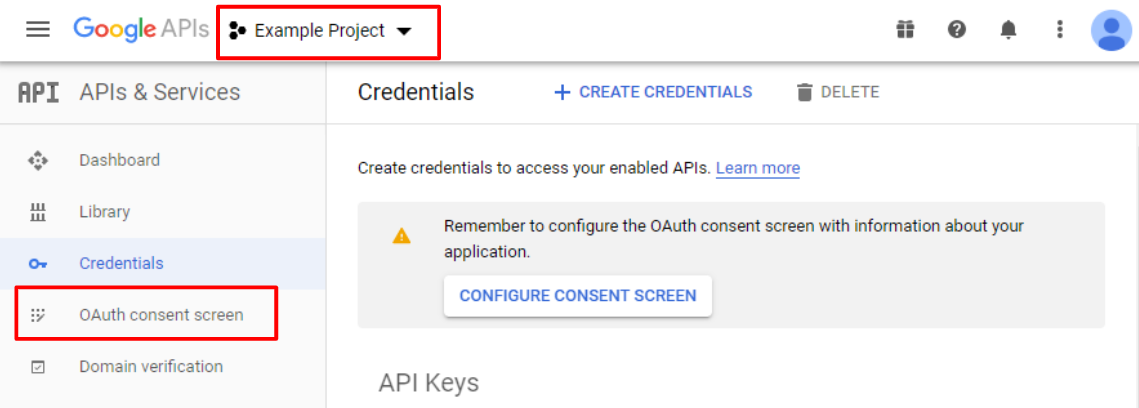 Google APIs Example Project
API APIs & Services
Credentials + CREATE CREDENTIALS DELETE
Dashboard
Library
Credentials
OAuth consent screen
Domain verification
Create credentials to access your enabled APIs. Learn more
Remember to configure the OAuth consent screen with information about your
application.
CONFIGURE CONSENT SCREEN
API Keys